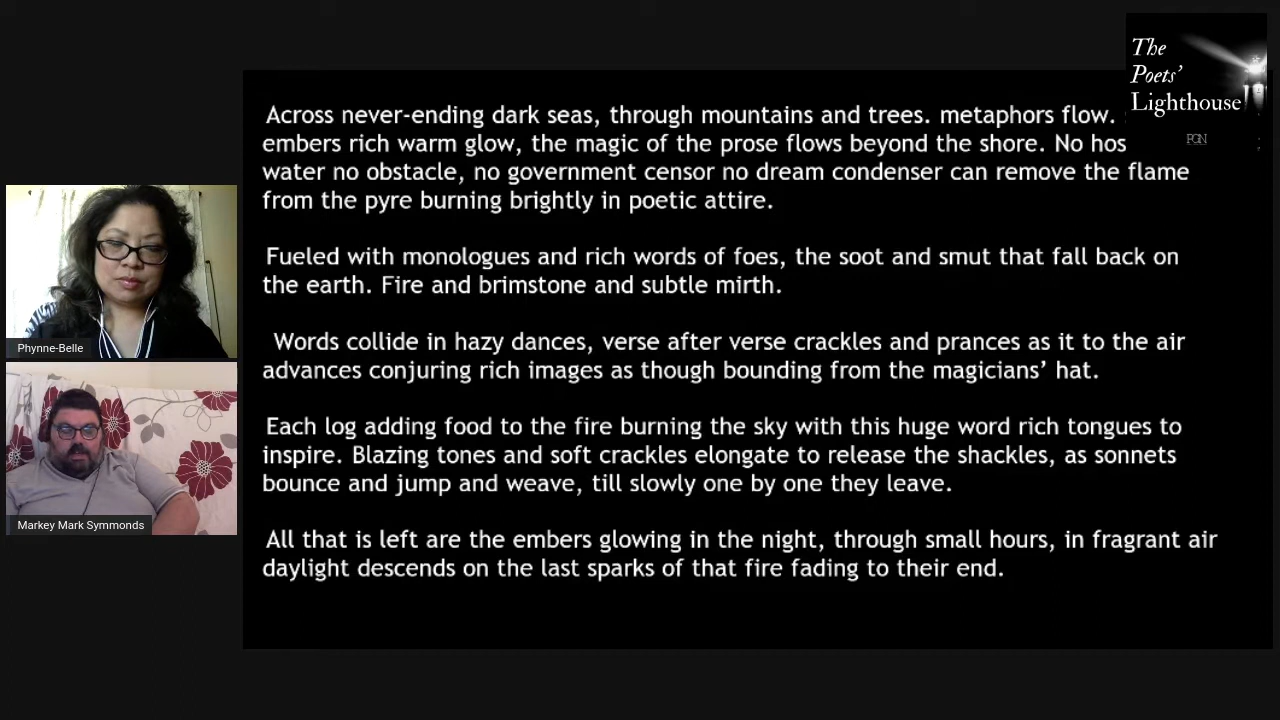 The
Poets'
Lighthouse
PGN
Across never-ending dark seas, through mountains and trees. metaphors flow.
embers rich warm glow, the magic of the prose flows beyond the shore. No hos
water no obstacle, no government censor no dream condenser can remove the flame
from the pyre burning brightly in poetic attire.
Fueled with monologues and rich words of foes, the soot and smut that fall back on
the earth. Fire and brimstone and subtle mirth.
Words collide in hazy dances, verse after verse crackles and prances as it to the air
advances conjuring rich images as though bounding from the magicians’ hat.
Each log adding food to the fire burning the sky with this huge word rich tongues to
inspire. Blazing tones and soft crackles elongate to release the shackles, as sonnets
bounce and jump and weave, till slowly one by one they leave.
All that is left are the embers glowing in the night, through small hours, in fragrant air
daylight descends on the last sparks of that fire fading to their end.
Phynne-Belle
Markey Mark Symmonds